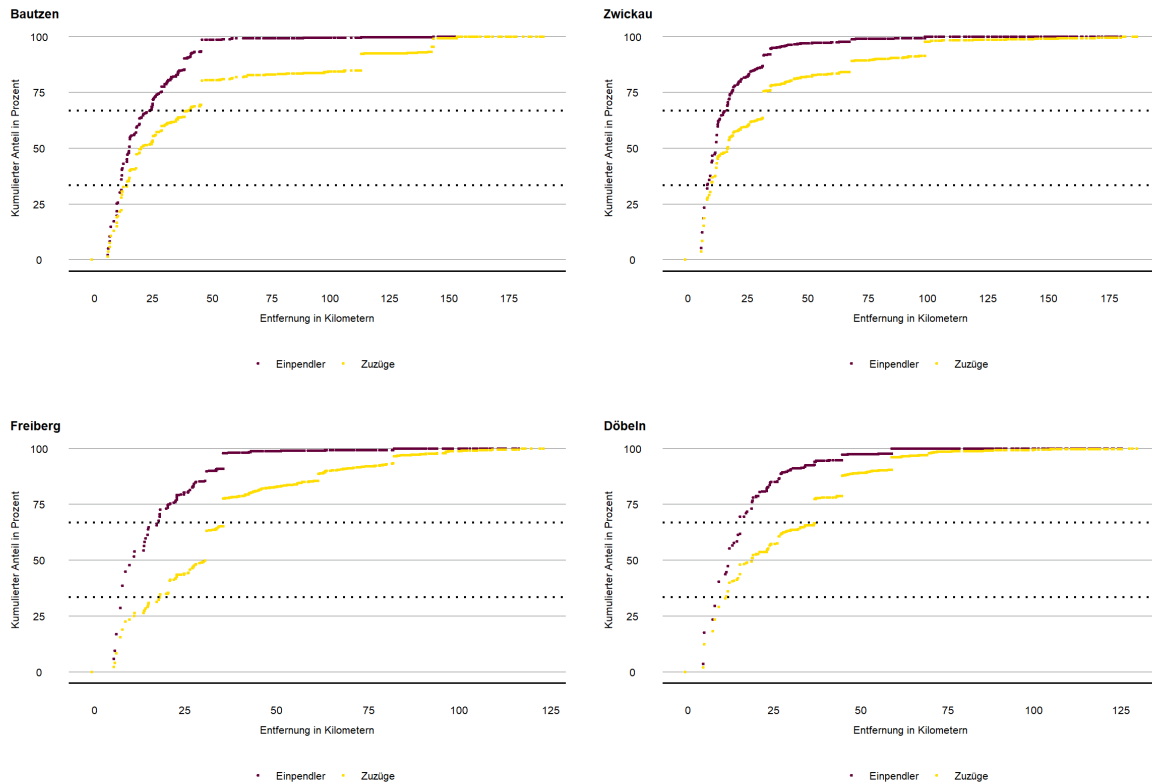 Bautzen
Kumulierter Anteil in Prozent
100
75
50
25
0
0 25 50 75 100 125 150 175
Entfernung in Kilometern
Einpendler Zuzüge
Zwickau
Kumulierter Anteil in Prozent
100
75
50
25
0
0 25 50 75 100 125 150 175
Entfernung in Kilometern
Einpendler Zuzüge
Freiberg
Kumulierter Anteil in Prozent
100
75
50
25
0
0 25 50 75 100 125
Entfernung in Kilometern
Einpendler Zuzüge
Döbeln
Kumulierter Anteil in Prozent
100
75
50
25
0
0 25 50 75 100 125
Entfernung in Kilometern
Einpendler Zuzüge